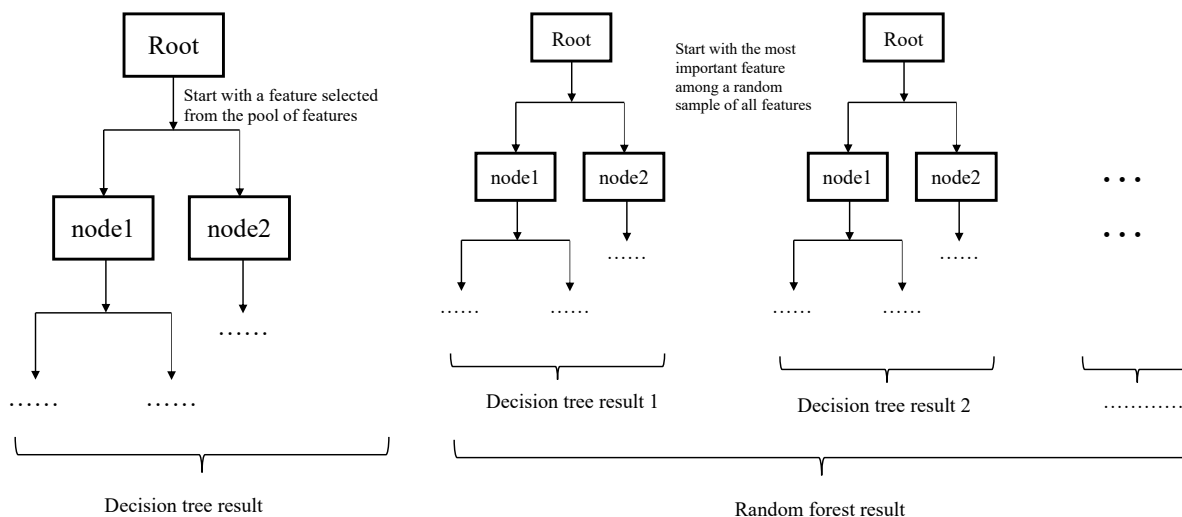 Root
Start with a feature selected
from the pool of features
node1
node2
……
……
……
Decision tree result
Root
Start with the most
important feature
among a random
sample of all features
node1
node2
……
……
……
Decision tree result 1
Root
node1
node2
……
……
……
Decision tree result 2
• • •
• • •
…………
Random forest result